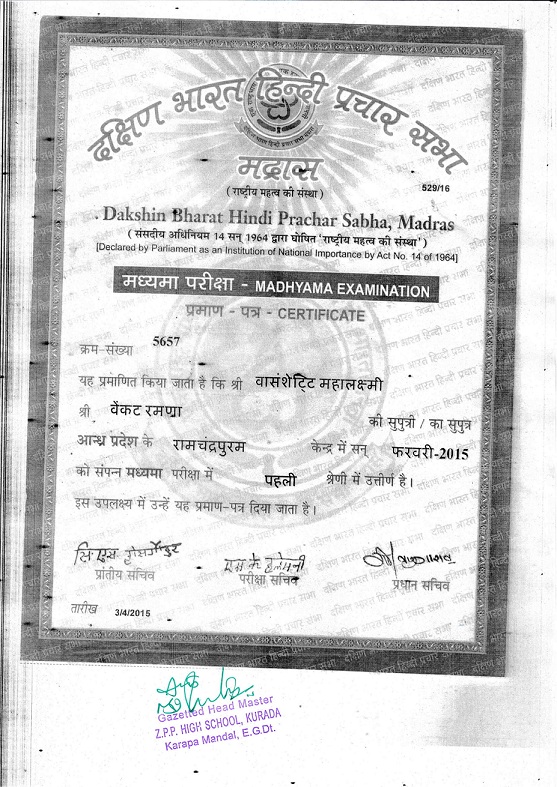 दक्षिण भारत हिन्दी प्रचार सभा
मद्रास
( राष्ट्रीय महत्व की संस्था )
529/16
Dakshin Bharat Hindi Prachar Sabha, Madras
( संसदीय अधिनियम 14 सन् 1964 द्वारा घोषित 'राष्ट्रीय महत्व की संस्था' )
[Declared by Parliament as an Institution of National Importance by Act No. 14 of 1964]
मध्यमा परीक्षा - MADHYAMA EXAMINATION
प्रमाण - पत्र - CERTIFICATE
क्रम-संख्या 5657
यह प्रमाणित किया जाता है कि श्री वासंशेट्टि महालक्ष्मी
श्री वेंकट रमणा की सुपुत्री / का सुपुत्र
आन्ध्र प्रदेश के रामचंद्रपुरम केन्द्र में सन् फरवरी-2015
को संपन्न मध्यमा परीक्षा में पहली श्रेणी में उत्तीर्ण है।
इस उपलक्ष्य में उन्हें यह प्रमाण-पत्र दिया जाता है।
प्रांतीय सचिव परीक्षा सचिव प्रधान सचिव
तारीख 3/4/2015
Gazetted Head Master
Z.P.P. HIGH SCHOOL, KURADA
Karapa Mandal, E.G.Dt.